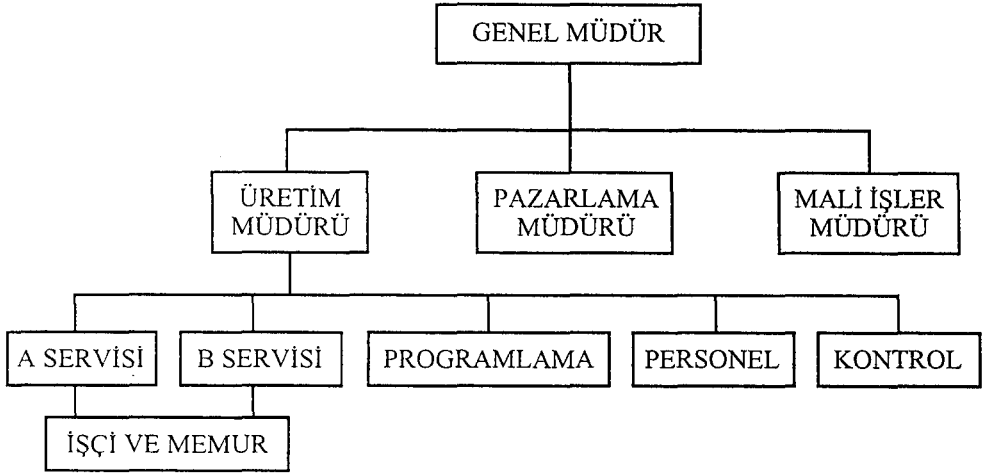 GENEL MÜDÜR
ÜRETİM
MÜDÜRÜ
PAZARLAMA
MÜDÜRÜ
MALİ İŞLER
MÜDÜRÜ
A SERVİSİ
B SERVİSİ
PROGRAMLAMA
PERSONEL
KONTROL
İŞÇİ VE MEMUR